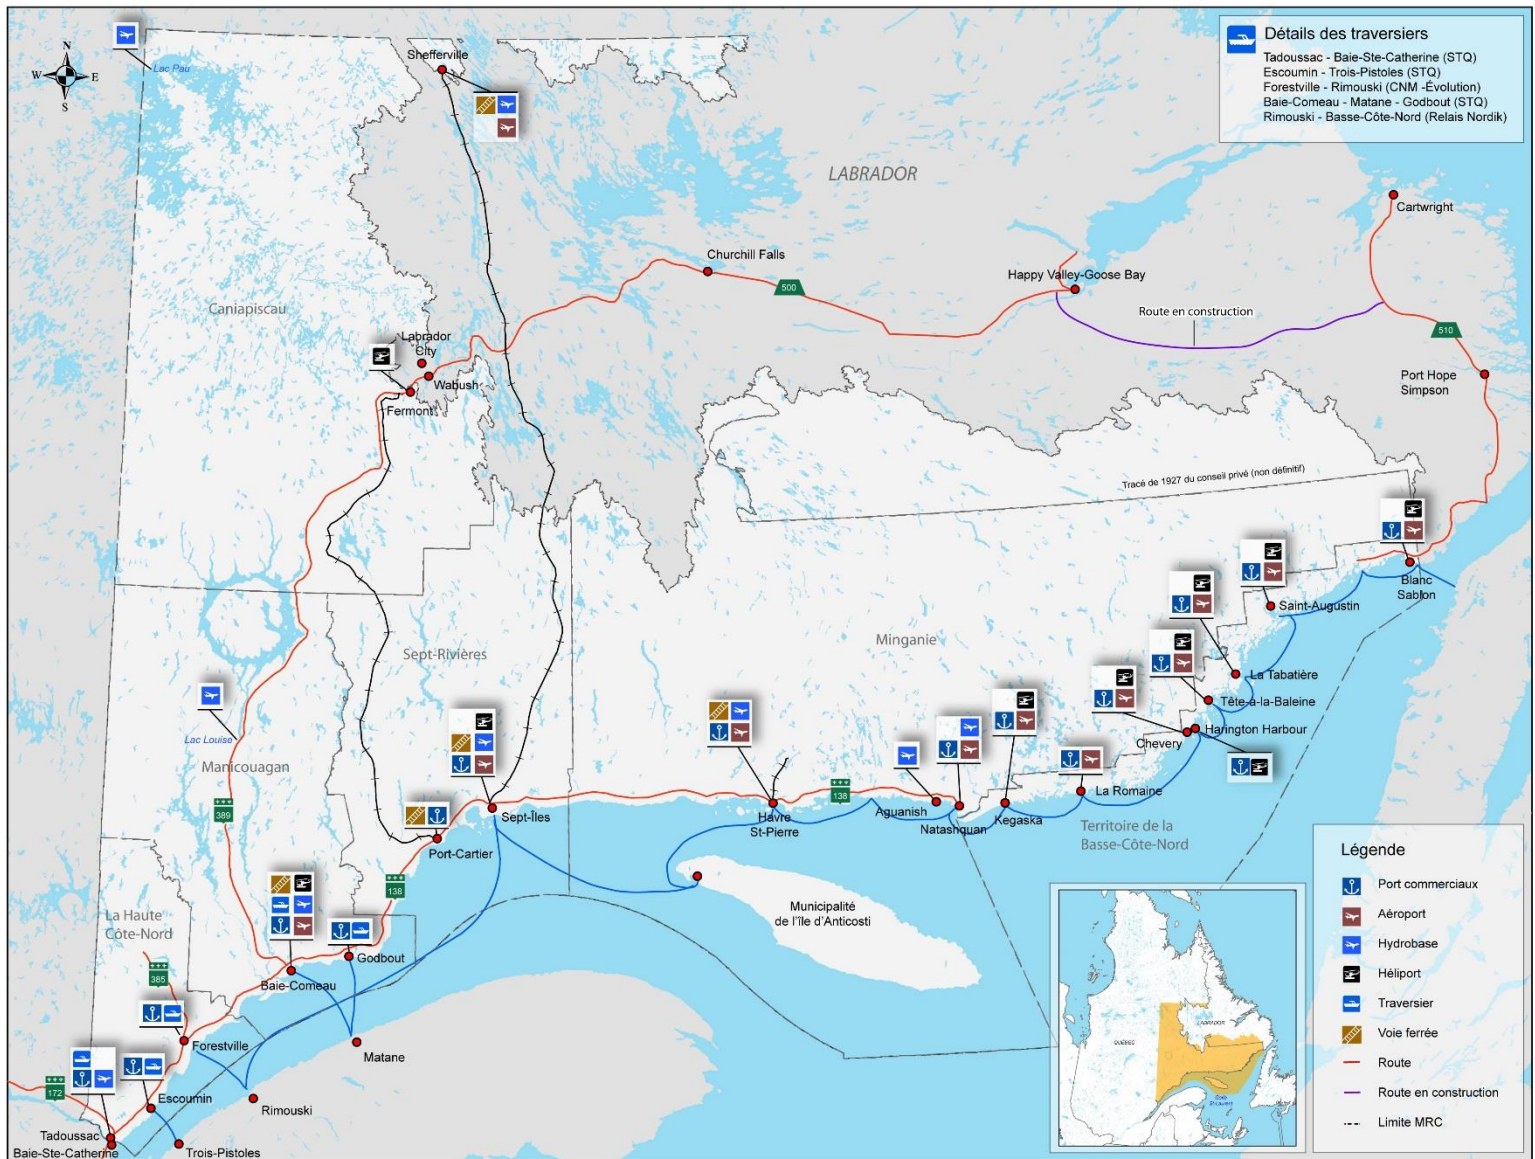 N
W E
S
Lac Pau
Shefferville
Détails des traversiers
Tadoussac - Baie-Ste-Catherine (STQ)
Escoumin - Trois-Pistoles (STQ)
Forestville - Rimouski (CNM -Évolution)
Baie-Comeau - Matane - Godbout (STQ)
Rimouski - Basse-Côte-Nord (Relais Nordik)
LABRADOR
Cartwright
Churchill Falls
Happy Valley-Goose Bay
500
Caniapiscau
Route en construction
510
Labrador
City
Wabush
Fermont
Port Hope
Simpson
Tracé de 1927 du conseil privé (non définitif)
Blanc
Sablon
Saint-Augustin
Minganie
Sept-Rivières
La Tabatière
Tête-à-la-Baleine
Harington Harbour
Chevery
Lac Louise
Manicouagan
389
138
La Romaine
Aguanish
Natashquan
Kegaska
Havre
St-Pierre
Sept-Îles
Port-Cartier
Territoire de la
Basse-Côte-Nord
138
Municipalité
de l'île d'Anticosti
La Haute
Côte-Nord
385
Godbout
Baie-Comeau
Forestville
Matane
Escoumin
Rimouski
172
Tadoussac
Baie-Ste-Catherine
Trois-Pistoles
QUÉBEC
LABRADOR
Golfe
St-Laurent
Légende
Port commerciaux
Aéroport
Hydrobase
Héliport
Traversier
Voie ferrée
Route
Route en construction
Limite MRC